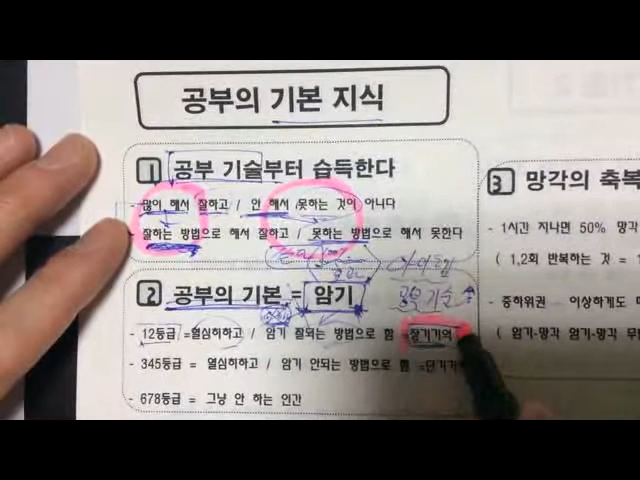 공부의 기본 지식
1 공부 기술부터 습득한다
- 많이 해서 잘하고 / 안 해서 못하는 것이 아니다
- 잘하는 방법으로 해서 잘하고 / 못하는 방법으로 해서 못한다
2 공부의 기본 = 암기
- 12등급 =열심히하고 / 암기 잘되는 방법으로 함 =장기기억
- 345등급 = 열심히하고 / 암기 안되는 방법으로 함 =단기기
- 678등급 = 그냥 안 하는 인간
3 망각의 축복
- 1시간 지나면 50% 망각
( 1,2회 반복하는 것 =
- 중하위권 이상하게도
( 암기-망각 암기-망각 무